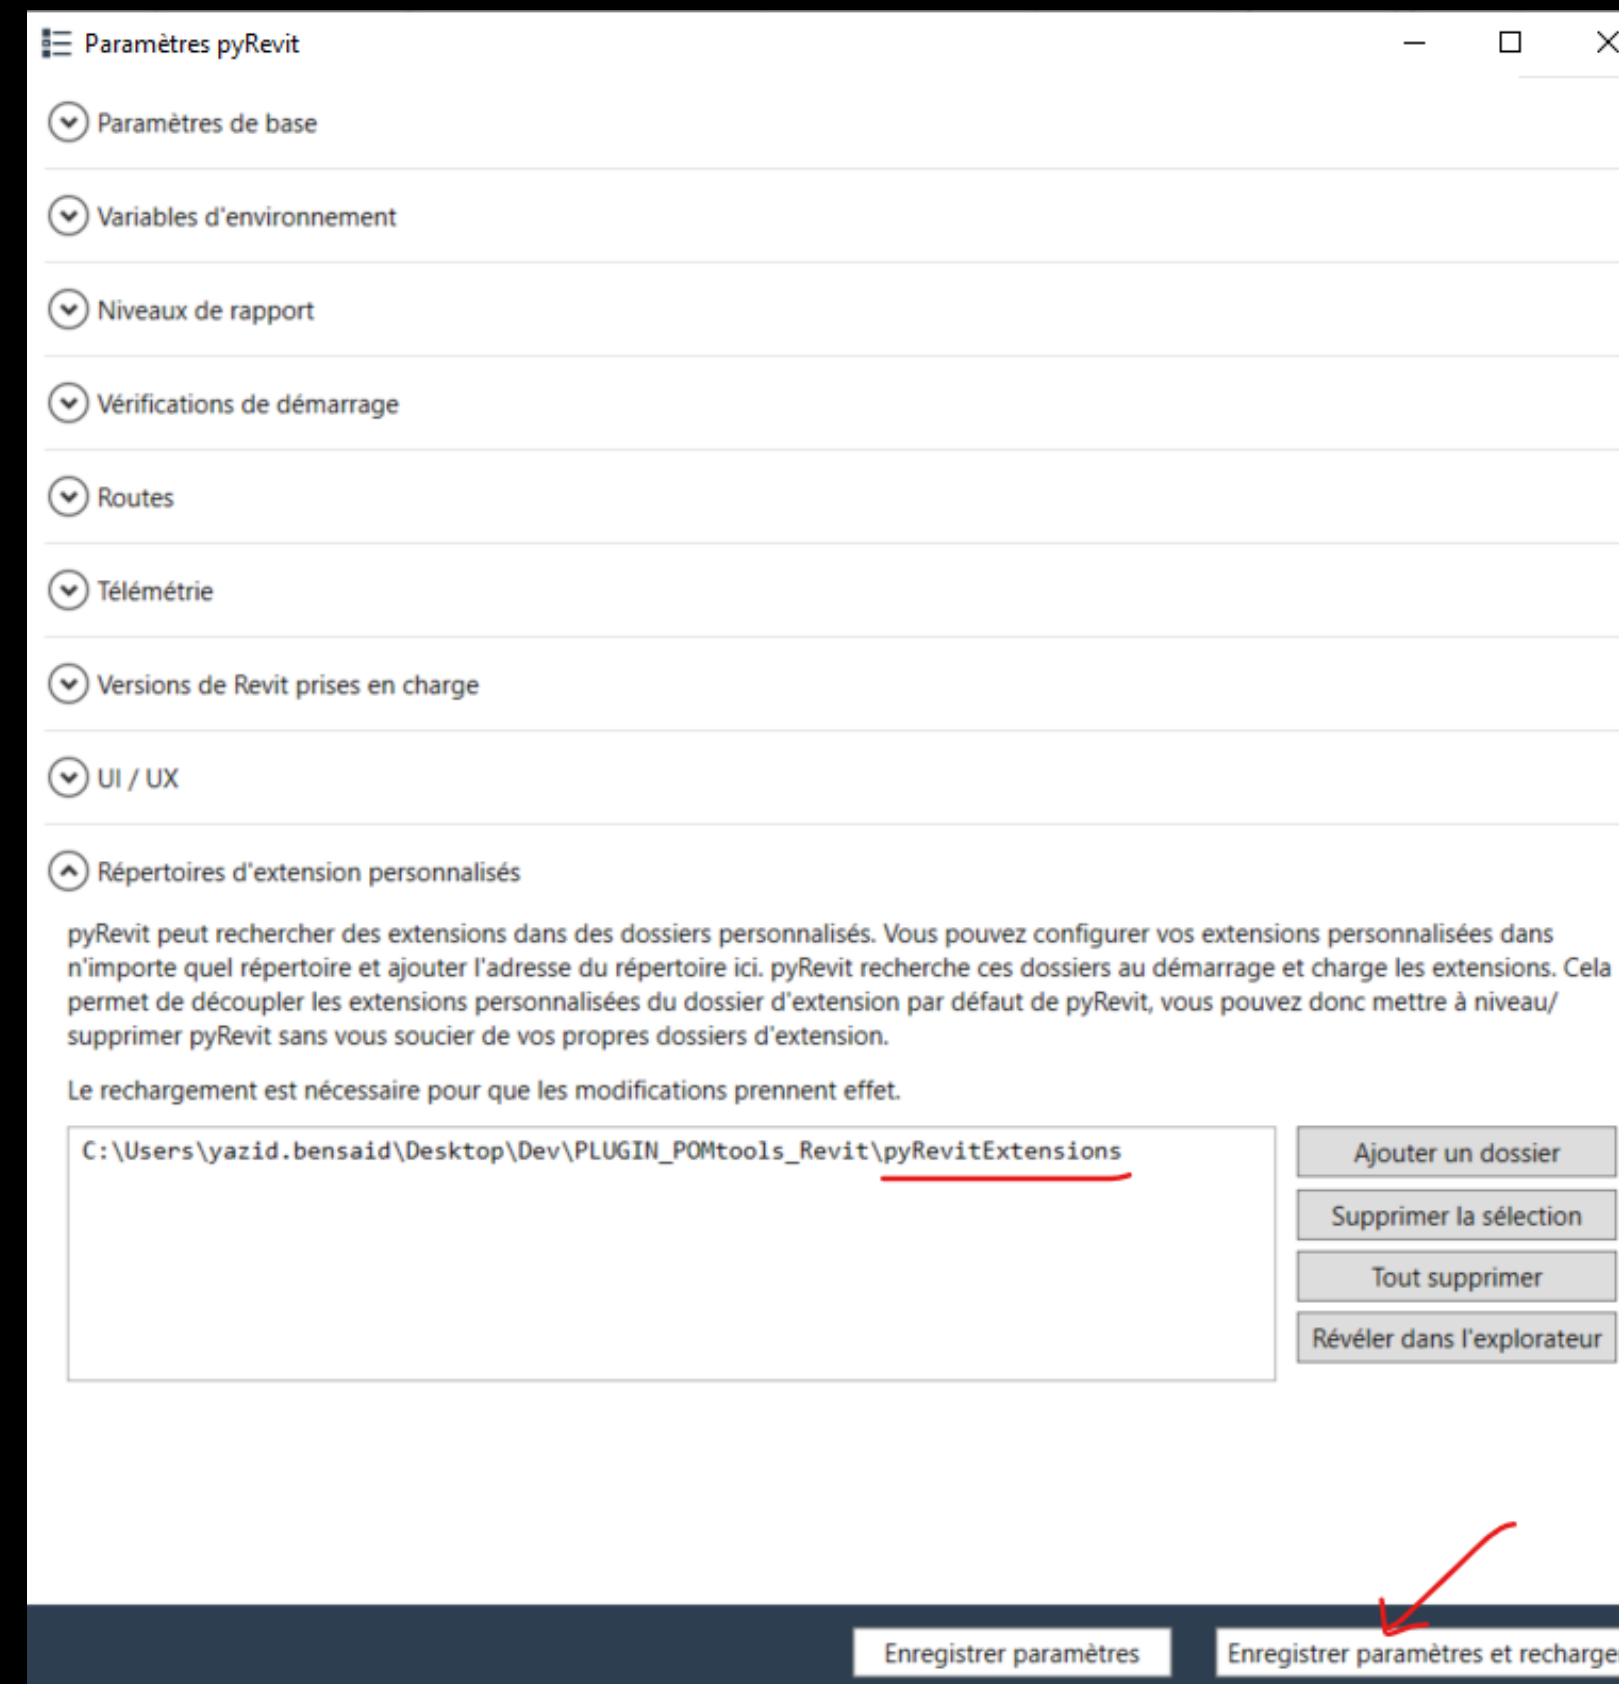 Paramètres pyRevit
Paramètres de base
Variables d'environnement
Niveaux de rapport
Vérifications de démarrage
Routes
Télémétrie
Versions de Revit prises en charge
UI / UX
Répertoires d'extension personnalisés
pyRevit peut rechercher des extensions dans des dossiers personnalisés. Vous pouvez configurer vos extensions personnalisées dans
n'importe quel répertoire et ajouter l'adresse du répertoire ici. pyRevit recherche ces dossiers au démarrage et charge les extensions. Cela
permet de découpler les extensions personnalisées du dossier d'extension par défaut de pyRevit, vous pouvez donc mettre à niveau/
supprimer pyRevit sans vous soucier de vos propres dossiers d'extension.
Le rechargement est nécessaire pour que les modifications prennent effet.
C:\Users\yazid.bensaid\Desktop\Dev\PLUGIN_POMtools_Revit\pyRevitExtensions
Ajouter un dossier
Supprimer la sélection
Tout supprimer
Révéler dans l'explorateur
Enregistrer paramètres
Enregistrer paramètres et recharge